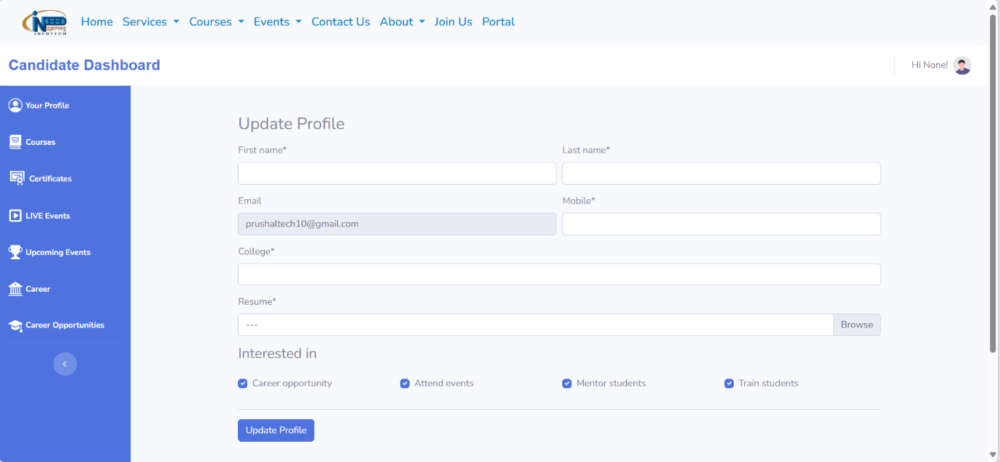 NEED
inspiring
INFOTECH
Home Services Courses Events Contact Us About Join Us Portal
Candidate Dashboard
Hi None!
Your Profile
Courses
Certificates
LIVE Events
Upcoming Events
Career
Career Opportunities
Update Profile
First name* Last name*
Email Mobile*
prushaltech10@gmail.com
College*
Resume*
--- Browse
Interested in
Career opportunity Attend events Mentor students Train students
Update Profile